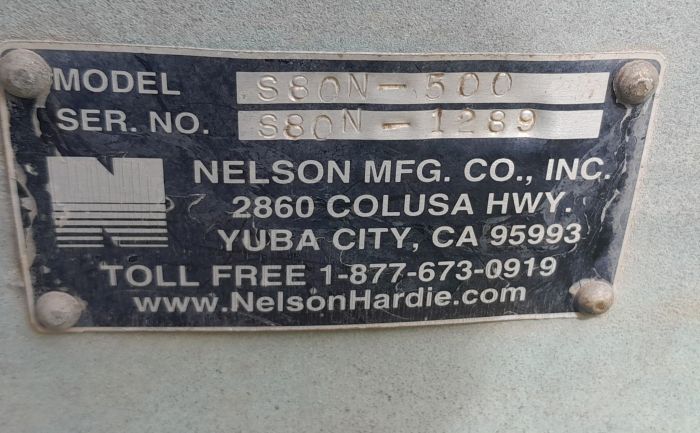 MODEL S80N-500
SER. NO. S80N-1289
NELSON MFG. CO., INC.
2860 COLUSA HWY.
YUBA CITY, CA 95993
TOLL FREE 1-877-673-0919
www.NelsonHardie.com